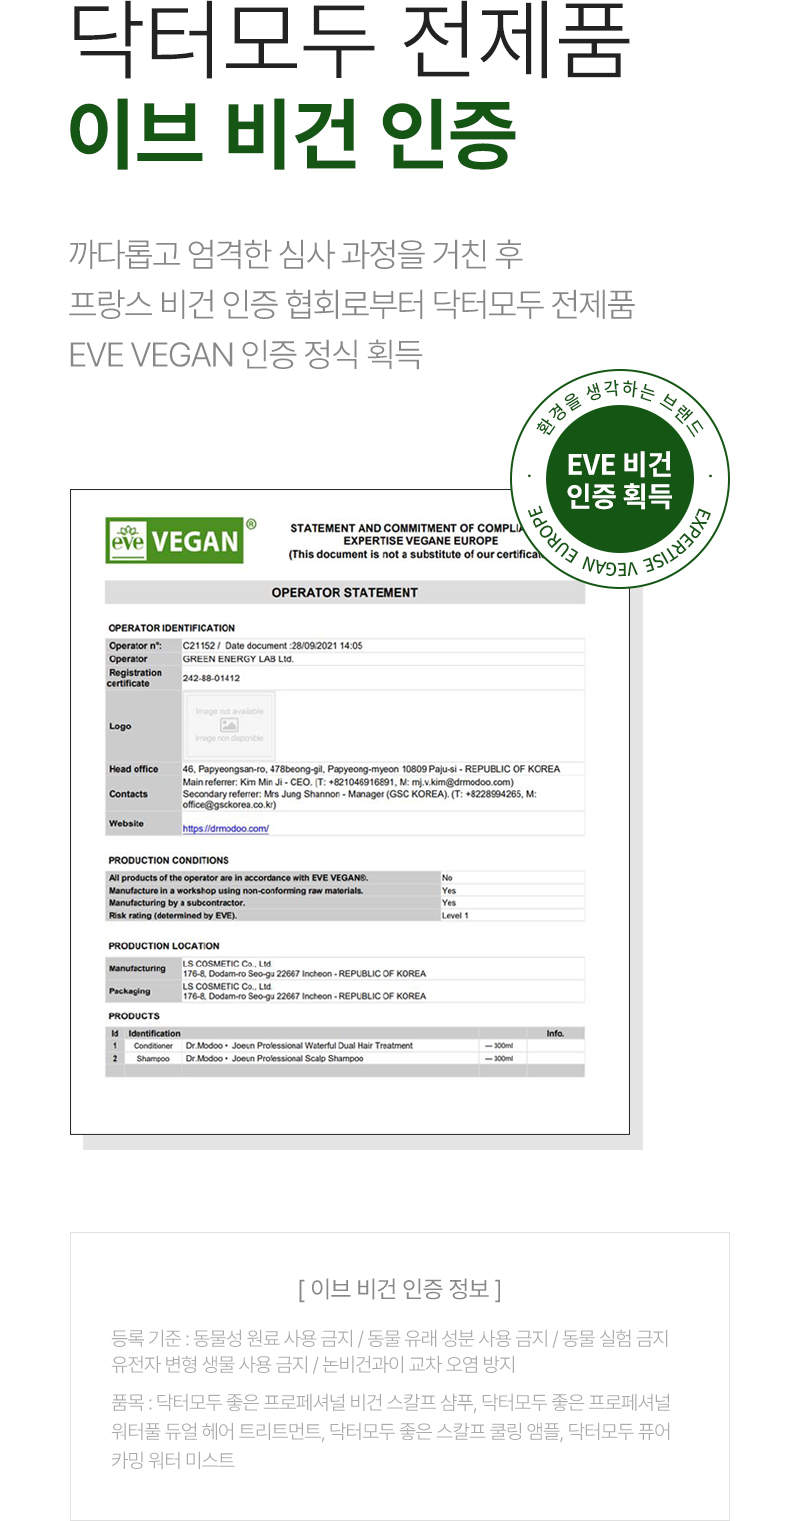 닥터모두 전제품
이브 비건 인증
까다롭고 엄격한 심사 과정을 거친 후
프랑스 비건 인증 협회로부터 닥터모두 전제품
EVE VEGAN 인증 정식 획득
환경을 생각하는 브랜드
EVE 비건
인증 획득
EXPERTISE VEGAN EUROPE
eve VEGAN ®
STATEMENT AND COMMITMENT OF COMPLIA
EXPERTISE VEGANE EUROPE
(This document is not a substitute of our certificat
OPERATOR STATEMENT
OPERATOR IDENTIFICATION
Operator n°: C21152 / Date document :28/09/2021 14:05
Operator GREEN ENERGY LAB Ltd.
Registration certificate 242-88-01412
Logo
Image not available
Image non disponible
Head office 46, Papyeongsan-ro, 478beong-gil, Papyeong-myeon 10809 Paju-si - REPUBLIC OF KOREA
Main referrer: Kim Min Ji - CEO. (T: +821046916891, M: mj.v.kim@drmodoo.com)
Contacts Secondary referrer: Mrs Jung Shannon - Manager (GSC KOREA). (T: +8228994265, M:
office@gsckorea.co.kr)
Website https://drmodoo.com/
PRODUCTION CONDITIONS
All products of the operator are in accordance with EVE VEGAN®. No
Manufacture in a workshop using non-conforming raw materials. Yes
Manufacturing by a subcontractor. Yes
Risk rating (determined by EVE). Level 1
PRODUCTION LOCATION
Manufacturing LS COSMETIC Co., Ltd.
176-8, Dodam-ro Seo-gu 22667 Incheon - REPUBLIC OF KOREA
Packaging LS COSMETIC Co., Ltd.
176-8, Dodam-ro Seo-gu 22667 Incheon - REPUBLIC OF KOREA
PRODUCTS
Id Identification Info.
1 Conditioner Dr.Modoo • Joeun Professional Waterful Dual Hair Treatment — 300ml
2 Shampoo Dr.Modoo • Joeun Professional Scalp Shampoo — 300ml
[ 이브 비건 인증 정보 ]
등록 기준 : 동물성 원료 사용 금지 / 동물 유래 성분 사용 금지 / 동물 실험 금지
유전자 변형 생물 사용 금지 / 논비건과이 교차 오염 방지
품목 : 닥터모두 좋은 프로페셔널 비건 스칼프 샴푸, 닥터모두 좋은 프로페셔널
워터풀 듀얼 헤어 트리트먼트, 닥터모두 좋은 스칼프 쿨링 앰플, 닥터모두 퓨어
카밍 워터 미스트